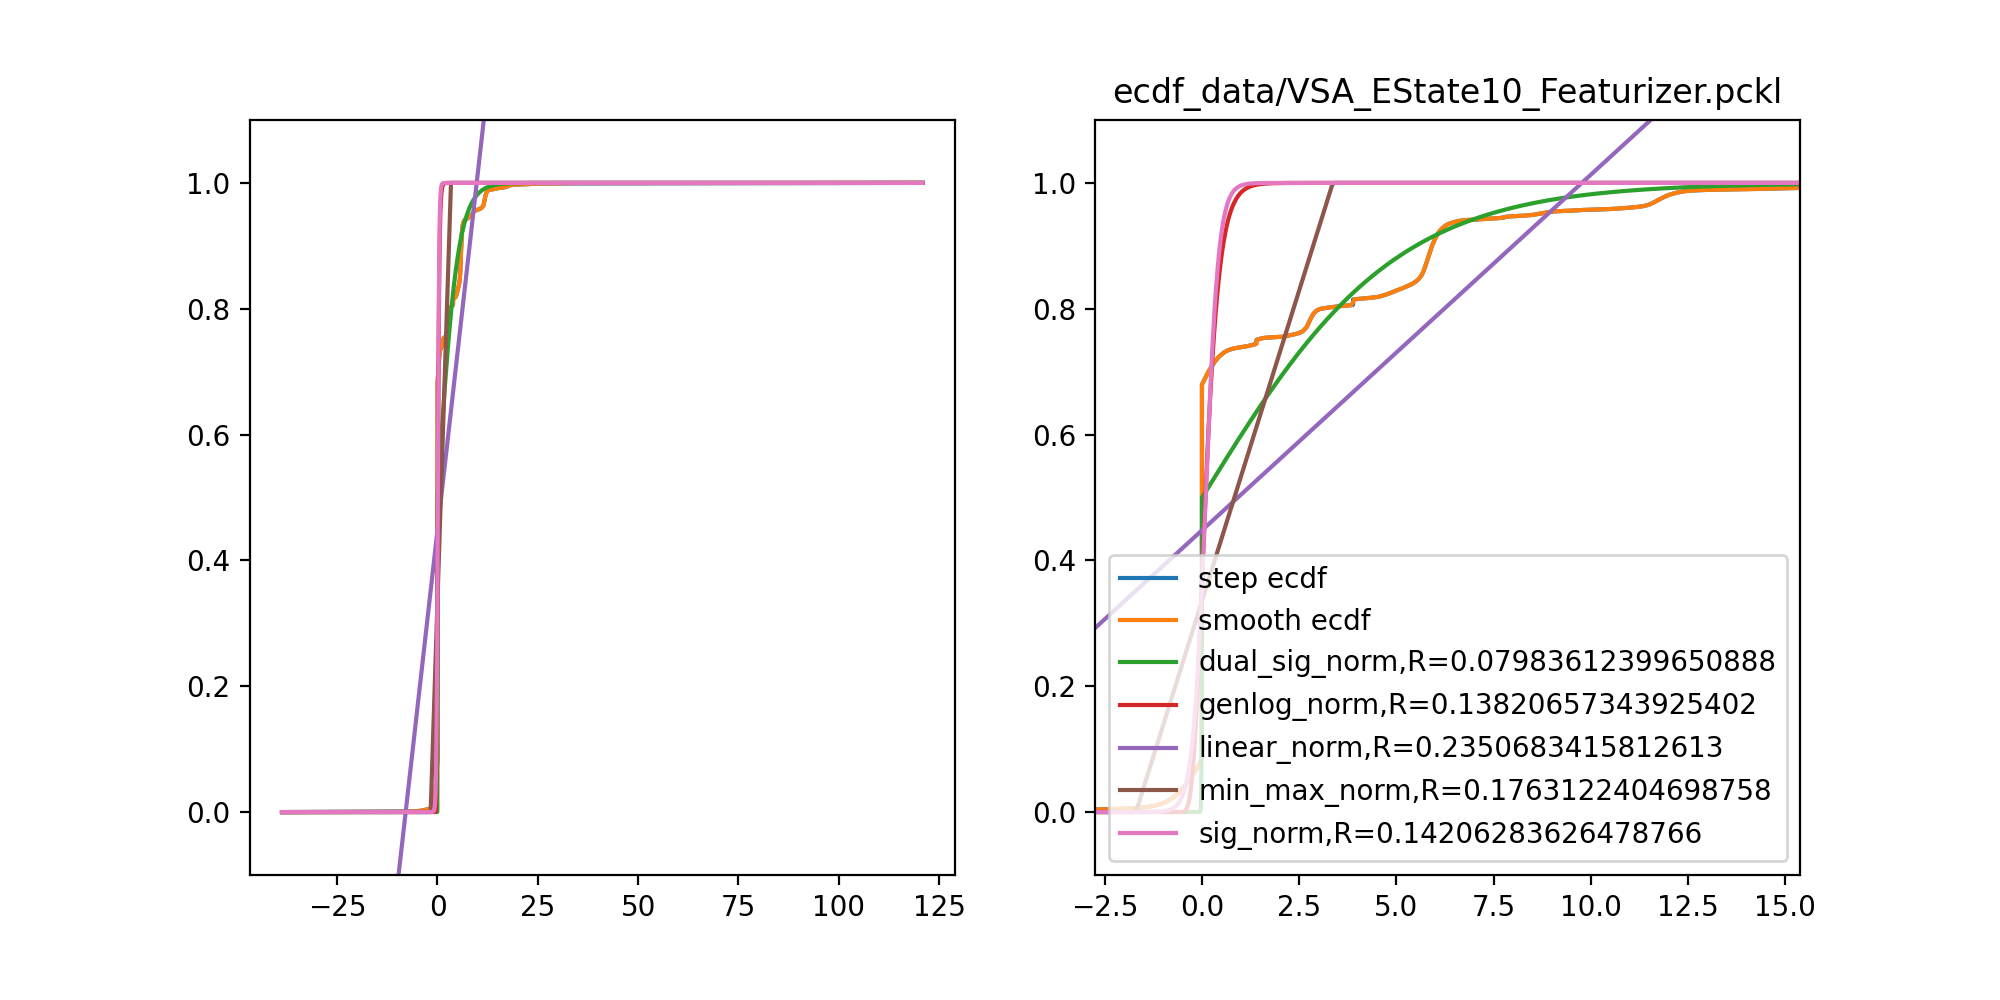 ecdf_data/VSA_EState10_Featurizer.pckl
1.0
0.8
0.6
0.4
0.2
0.0
−25 0 25 50 75 100 125
1.0
0.8
0.6
0.4
0.2
0.0
−2.5 0.0 2.5 5.0 7.5 10.0 12.5 15.0
step ecdf
smooth ecdf
dual_sig_norm,R=0.07983612399650888
genlog_norm,R=0.13820657343925402
linear_norm,R=0.2350683415812613
min_max_norm,R=0.1763122404698758
sig_norm,R=0.14206283626478766